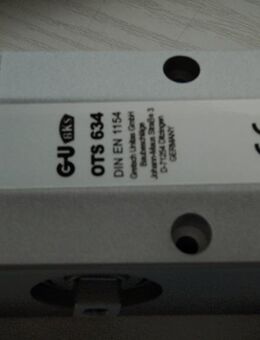 G-U BKS
OTS 634
DIN EN 1154
Gretsch Unitas GmbH
Baubeschläge
Johann-Maus-Straße 3
D-71254 Ditzingen
GERMANY